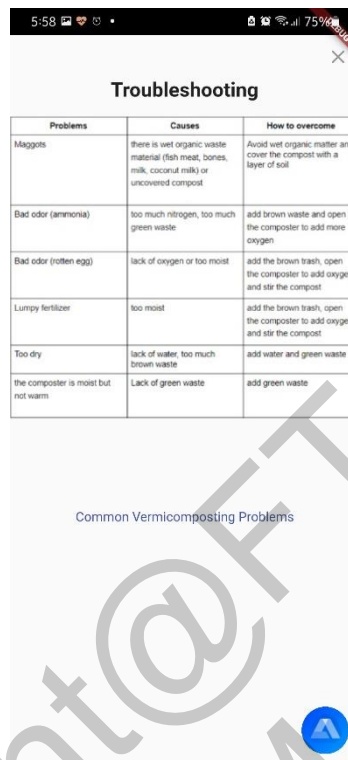 5:58
75%
Troubleshooting
Problems
Causes
How to overcome
Maggots
there is wet organic waste
material (fish meat, bones,
milk, coconut milk) or
uncovered compost
Avoid wet organic matter an
cover the compost with a
layer of soil
Bad odor (ammonia)
too much nitrogen, too much
green waste
add brown waste and open
the composter to add more
oxygen
Bad odor (rotten egg)
lack of oxygen or too moist
add the brown trash, open
the composter to add oxyge
and stir the compost
Lumpy fertilizer
too moist
add the brown trash, open
the composter to add oxyge
and stir the compost
Too dry
lack of water, too much
brown waste
add water and green waste
the composter is moist but
not warm
Lack of green waste
add green waste
Common Vermicomposting Problems
nt@FT